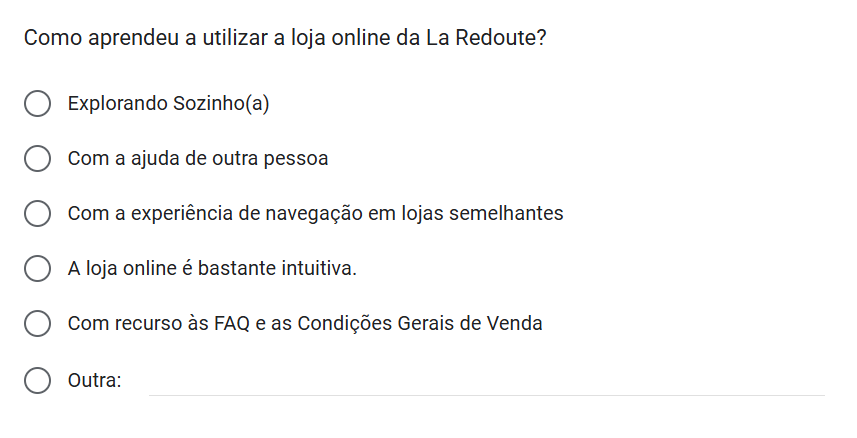 Como aprendeu a utilizar a loja online da La Redoute?
Explorando Sozinho(a)
Com a ajuda de outra pessoa
Com a experiência de navegação em lojas semelhantes
A loja online é bastante intuitiva.
Com recurso às FAQ e as Condições Gerais de Venda
Outra: